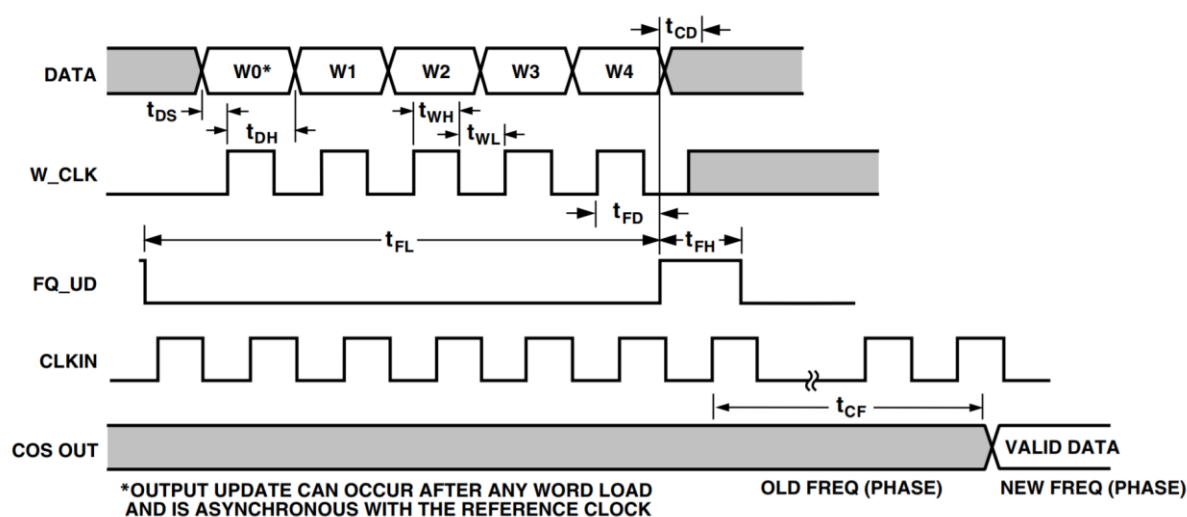 tCD
DATA
W0*
W1
W2
W3
W4
tDS
tDH
tWH
tWL
W_CLK
tFD
tFL
tFH
FQ_UD
CLKIN
tCF
COS OUT
VALID DATA
*OUTPUT UPDATE CAN OCCUR AFTER ANY WORD LOAD
AND IS ASYNCHRONOUS WITH THE REFERENCE CLOCK
OLD FREQ (PHASE)
NEW FREQ (PHASE)